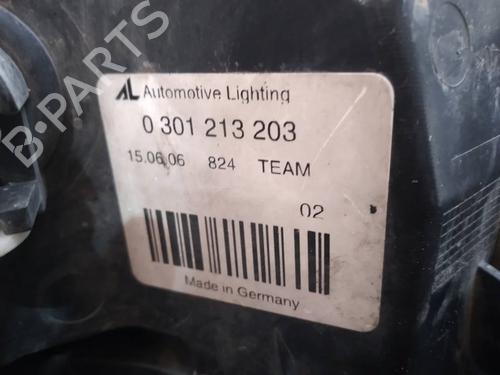 AL Automotive Lighting
0 301 213 203
15.06.06 824 TEAM
02
Made in Germany
B-PARTS